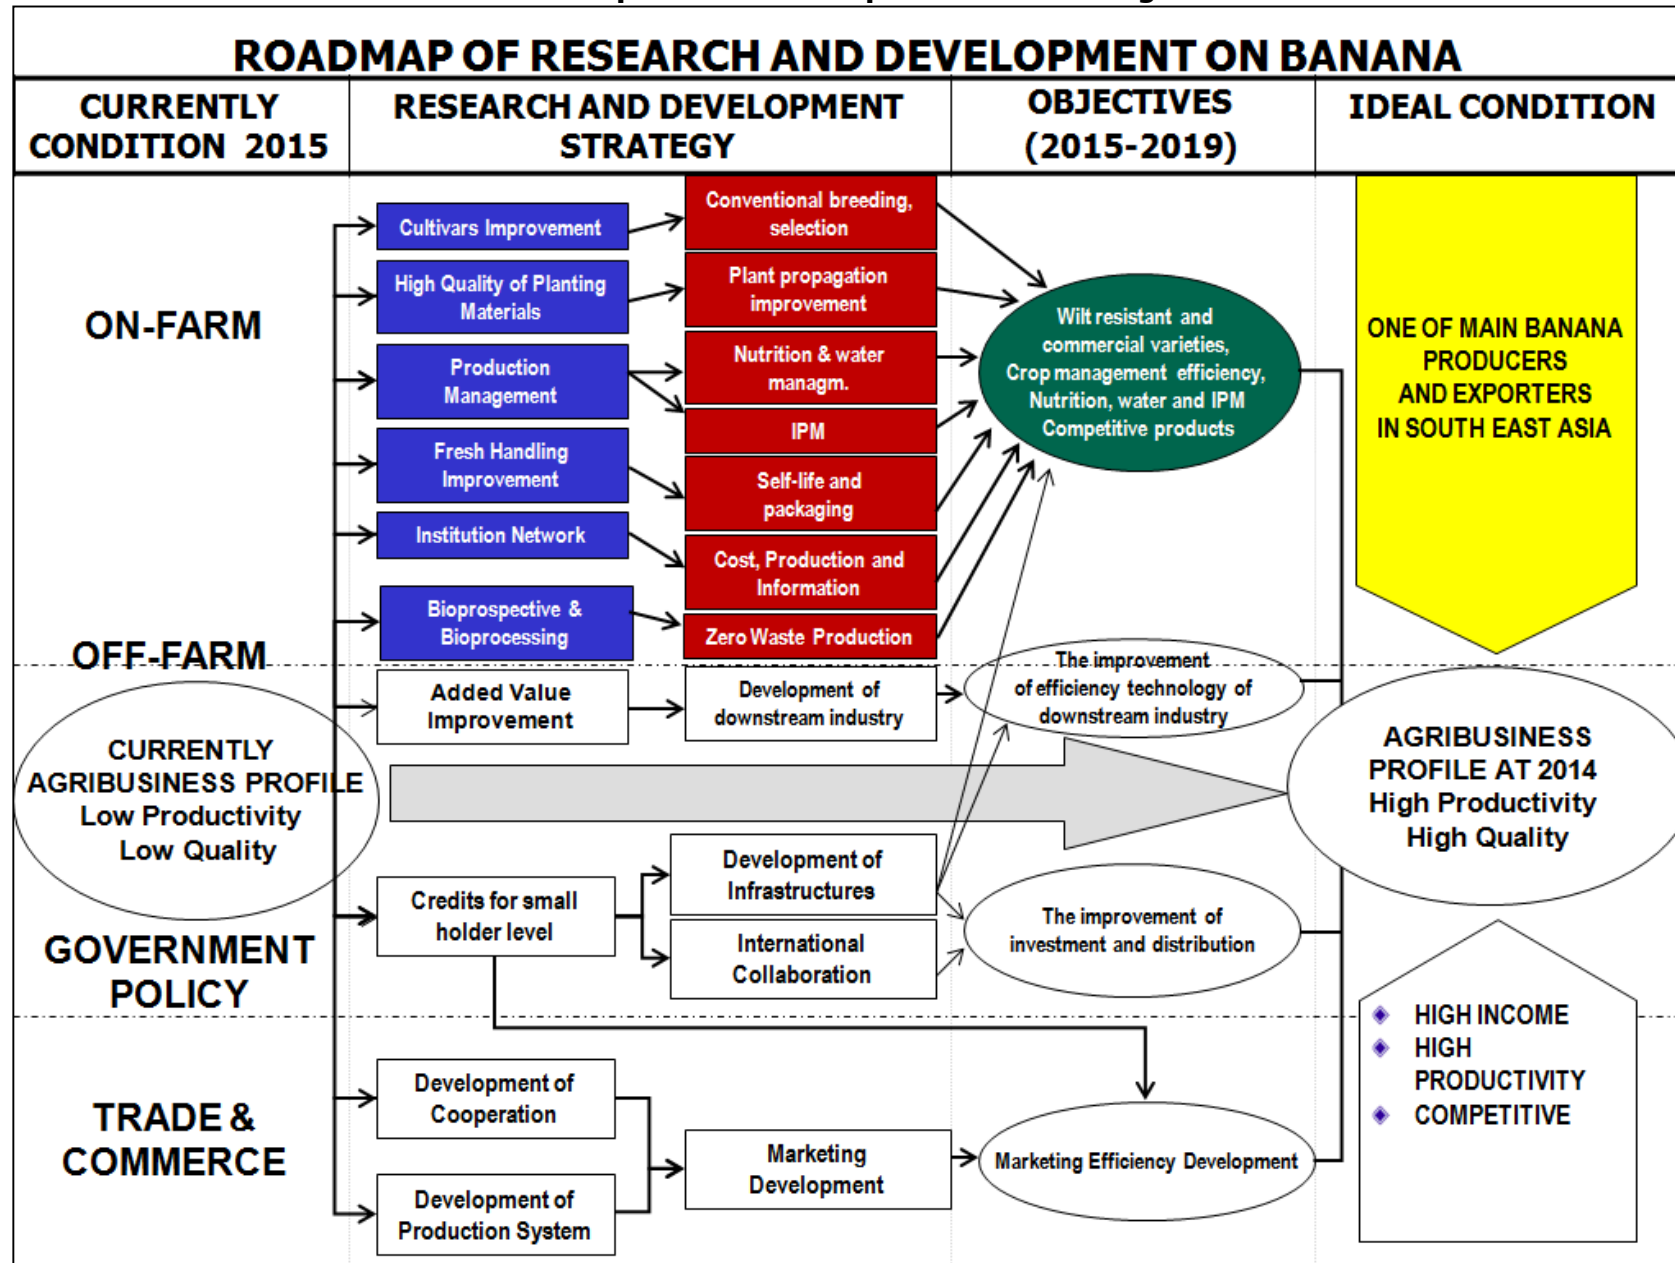 ROADMAP OF RESEARCH AND DEVELOPMENT ON BANANA
CURRENTLY
CONDITION 2015
RESEARCH AND DEVELOPMENT
STRATEGY
OBJECTIVES
(2015-2019)
IDEAL CONDITION
ON-FARM
OFF-FARM
CURRENTLY
AGRIBUSINESS PROFILE
Low Productivity
Low Quality
GOVERNMENT
POLICY
TRADE &
COMMERCE
Cultivars Improvement
High Quality of Planting
Materials
Production
Management
Fresh Handling
Improvement
Institution Network
Bioprospective &
Bioprocessing
Added Value
Improvement
Credits for small
holder level
Development of
Cooperation
Development of
Production System
Conventional breeding,
selection
Plant propagation
improvement
Nutrition & water
managm.
IPM
Self-life and
packaging
Cost, Production and
Information
Zero Waste Production
Development of
downstream industry
Development of
Infrastructures
International
Collaboration
Marketing
Development
Wilt resistant and
commercial varieties,
Crop management efficiency,
Nutrition, water and IPM
Competitive products
The improvement
of efficiency technology of
downstream industry
The improvement of
investment and distribution
Marketing Efficiency Development
ONE OF MAIN BANANA
PRODUCERS
AND EXPORTERS
IN SOUTH EAST ASIA
AGRIBUSINESS
PROFILE AT 2014
High Productivity
High Quality
HIGH INCOME
HIGH
PRODUCTIVITY
COMPETITIVE